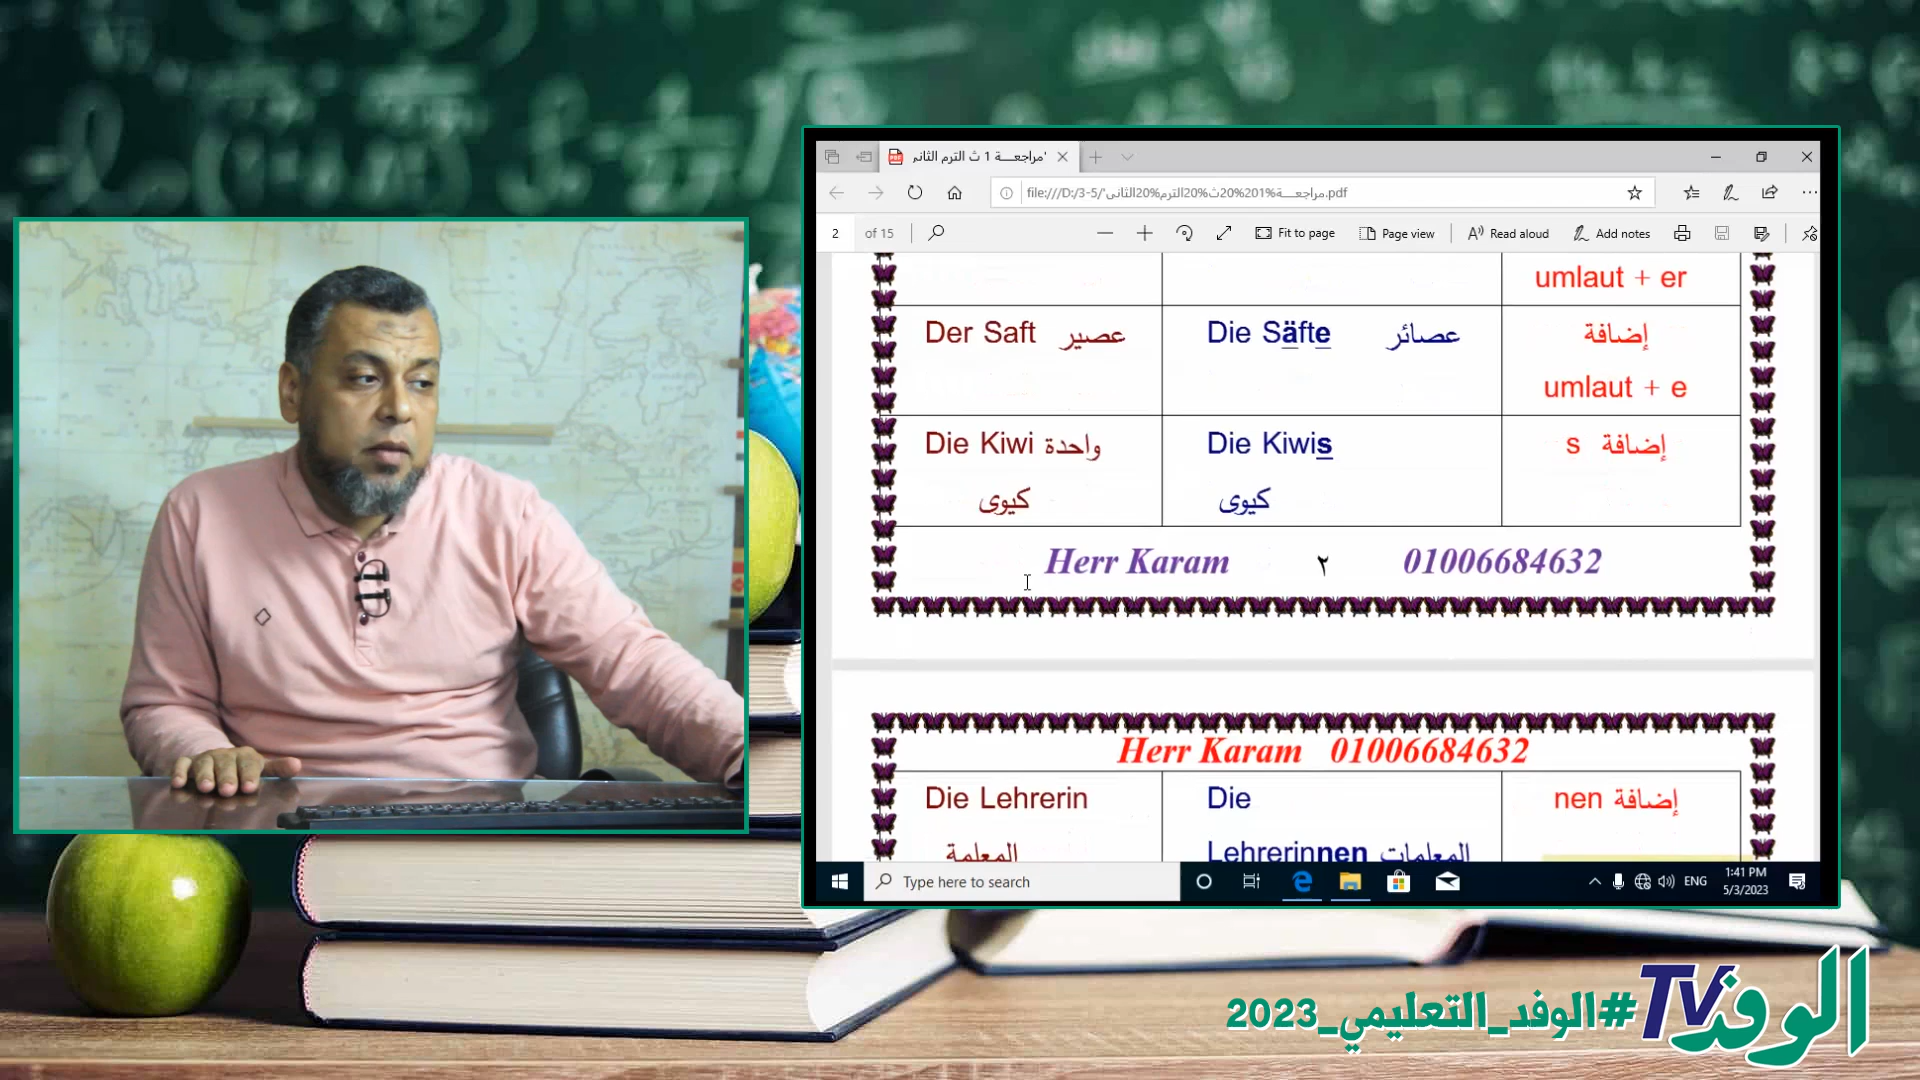 مراجعـــة 1 ث الترم الثانى'
file:///D:/3-5/'مراجعـــة%201%20ث%20الترم%20الثانى.pdf
2 of 15
Fit to page
Page view
Read aloud
Add notes
umlaut + er
Der Saft عصير
Die Säfte عصائر
إضافة
umlaut + e
Die Kiwi واحدة
كيوى
Die Kiwis
كيوى
إضافة s
Herr Karam ٢ 01006684632
Herr Karam 01006684632
Die Lehrerin
المعلمة
Die
Lehrerinnen المعلمات
إضافة nen
Type here to search
ENG
1:41 PM
5/3/2023
#الوفد_التعليمي_2023
الوفد TV